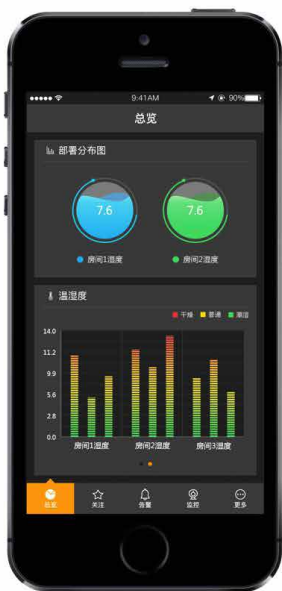 9:41AM 90%
总览
部署分布图
7.6 7.6
房间1温度 房间2湿度
温湿度
干燥 普通 潮湿
14.0
11.2
9.9
5.6
2.8
0.0
房间1温度 房间2温度 房间3温度
总览 关注 告警 监控 更多